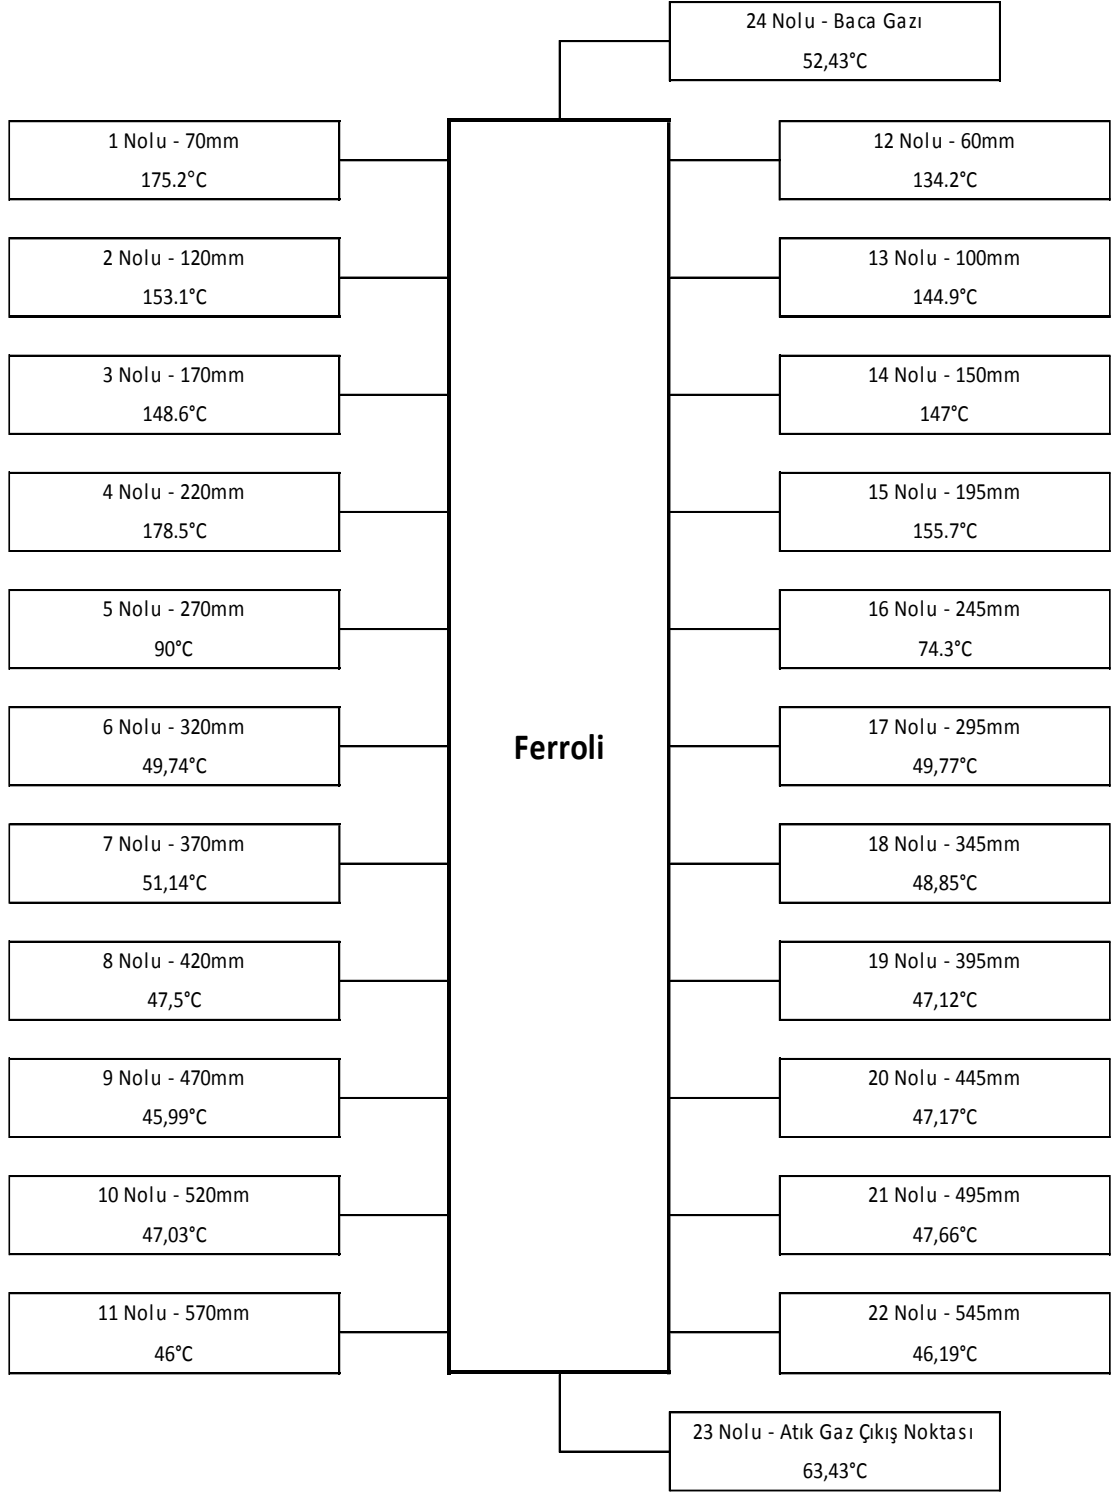 24 Nolu - Baca Gazı
52,43°C
1 Nolu - 70mm
175.2°C
12 Nolu - 60mm
134.2°C
2 Nolu - 120mm
153.1°C
13 Nolu - 100mm
144.9°C
3 Nolu - 170mm
148.6°C
14 Nolu - 150mm
147°C
4 Nolu - 220mm
178.5°C
15 Nolu - 195mm
155.7°C
5 Nolu - 270mm
90°C
16 Nolu - 245mm
74.3°C
6 Nolu - 320mm
49,74°C
Ferroli
17 Nolu - 295mm
49,77°C
7 Nolu - 370mm
51,14°C
18 Nolu - 345mm
48,85°C
8 Nolu - 420mm
47,5°C
19 Nolu - 395mm
47,12°C
9 Nolu - 470mm
45,99°C
20 Nolu - 445mm
47,17°C
10 Nolu - 520mm
47,03°C
21 Nolu - 495mm
47,66°C
11 Nolu - 570mm
46°C
22 Nolu - 545mm
46,19°C
23 Nolu - Atık Gaz Çıkış Noktası
63,43°C